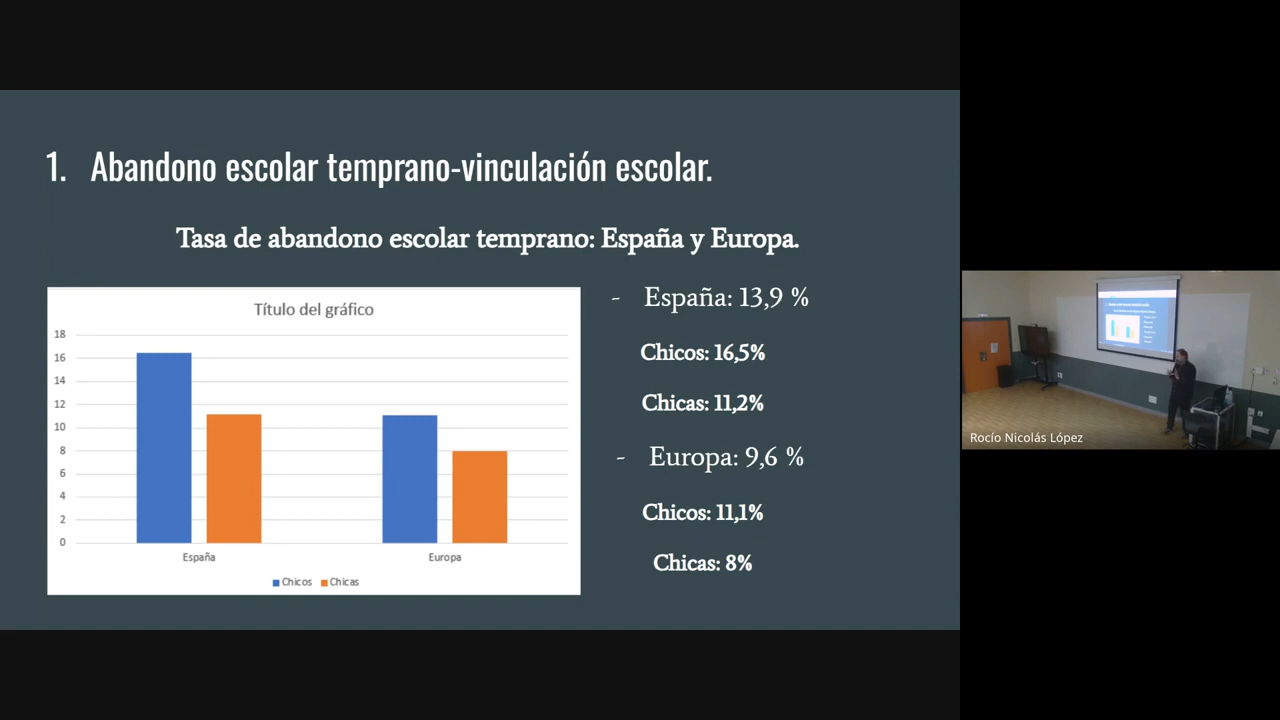 1. Abandono escolar temprano-vinculación escolar.
Tasa de abandono escolar temprano: España y Europa.
Título del gráfico
18
16
14
12
10
8
6
4
2
0
España
Europa
Chicos
Chicas
- España: 13,9 %
Chicos: 16,5%
Chicas: 11,2%
- Europa: 9,6 %
Chicos: 11,1%
Chicas: 8%
Rocío Nicolás López